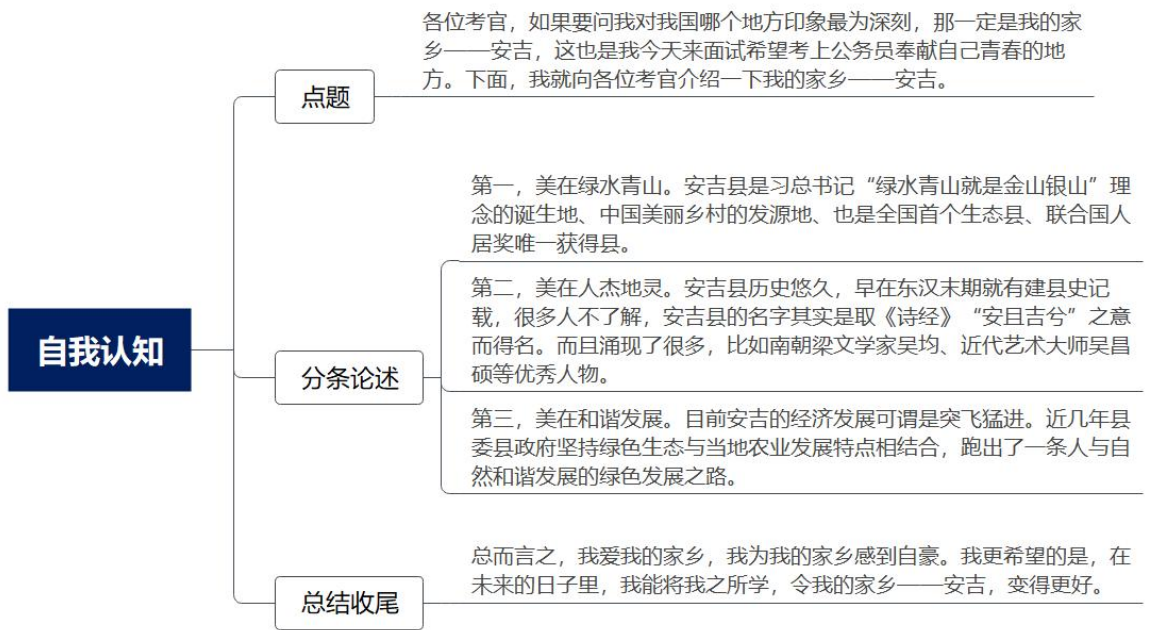 自我认知
点题
各位考官，如果要问我对我国哪个地方印象最为深刻，那一定是我的家
乡——安吉，这也是我今天来面试希望考上公务员奉献自己青春的地
方。下面，我就向各位考官介绍一下我的家乡——安吉。
分条论述
第一，美在绿水青山。安吉县是习总书记“绿水青山就是金山银山”理
念的诞生地、中国美丽乡村的发源地、也是全国首个生态县、联合国人
居奖唯一获得县。
第二，美在人杰地灵。安吉县历史悠久，早在东汉末期就有建县史记
载，很多人不了解，安吉县的名字其实是取《诗经》“安且吉兮”之意
而得名。而且涌现了很多，比如南朝梁文学家吴均、近代艺术大师吴昌
硕等优秀人物。
第三，美在和谐发展。目前安吉的经济发展可谓是突飞猛进。近几年县
委县政府坚持绿色生态与当地农业发展特点相结合，跑出了一条人与自
然和谐发展的绿色发展之路。
总结收尾
总而言之，我爱我的家乡，我为我的家乡感到自豪。我更希望的是，在
未来的日子里，我能将我之所学，令我的家乡——安吉，变得更好。